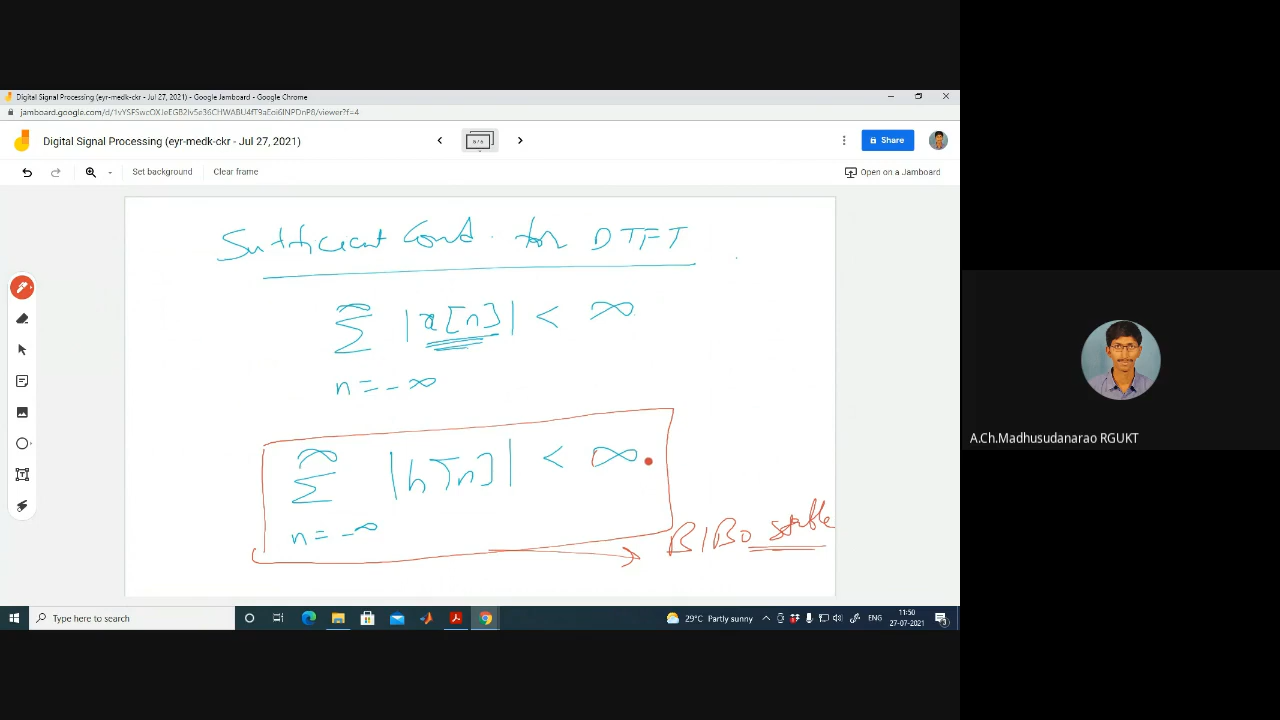 Digital Signal Processing (eyr-medk-ckr - Jul 27, 2021) - Google Jamboard - Google Chrome
Digital Signal Processing (eyr-medk-ckr - Jul 27, 2021)
Share
Set background
Clear frame
Open on a Jamboard
Sufficient Cond. for DTFT
∞
Σ |x[n]| < ∞
n = -∞
∞
Σ |h[n]| < ∞
n = -∞
BIBO stable
A.Ch.Madhusudanarao RGUKT
Type here to search
29°C Partly sunny
ENG
11:50
27-07-2021